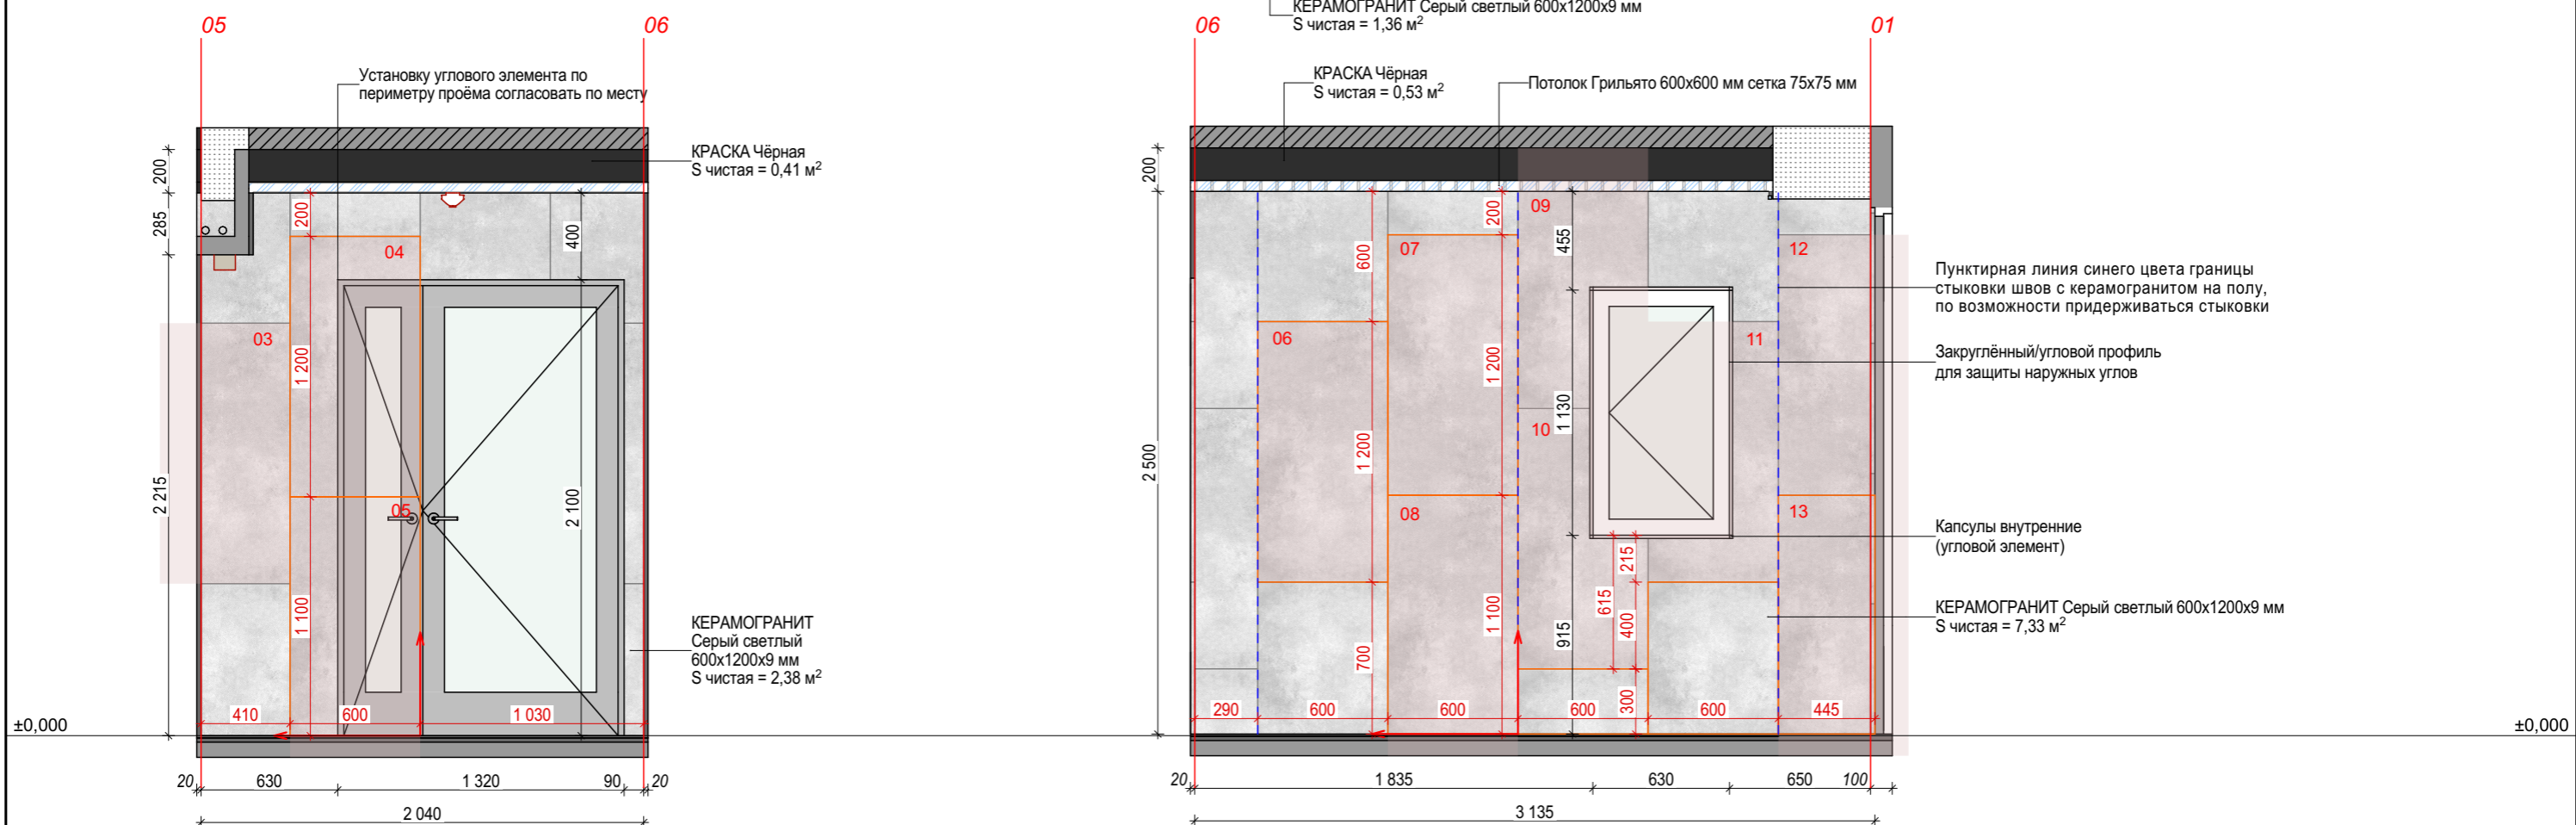 КЕРАМОГРАНИТ Серый светлый 600х1200х9 мм
S чистая = 1,36 м²
05
06
Установку углового элемента по
периметру проёма согласовать по месту
КРАСКА Чёрная
S чистая = 0,41 м²
200
285
2 215
200
04
400
03
1 200
05
2 100
1 100
КЕРАМОГРАНИТ
Серый светлый
600х1200х9 мм
S чистая = 2,38 м²
410
600
1 030
±0,000
20
630
1 320
90
20
2 040
06
01
КРАСКА Чёрная
S чистая = 0,53 м²
Потолок Грильято 600х600 мм сетка 75х75 мм
200
2 500
09
200
07
600
455
12
06
1 200
11
1 130
10
1 200
08
13
215
615
400
1 100
915
700
300
Пунктирная линия синего цвета границы
стыковки швов с керамогранитом на полу,
по возможности придерживаться стыковки
Закруглённый/угловой профиль
для защиты наружных углов
Капсулы внутренние
(угловой элемент)
КЕРАМОГРАНИТ Серый светлый 600х1200х9 мм
S чистая = 7,33 м²
290
600
600
600
600
445
±0,000
20
1 835
630
650
100
3 135